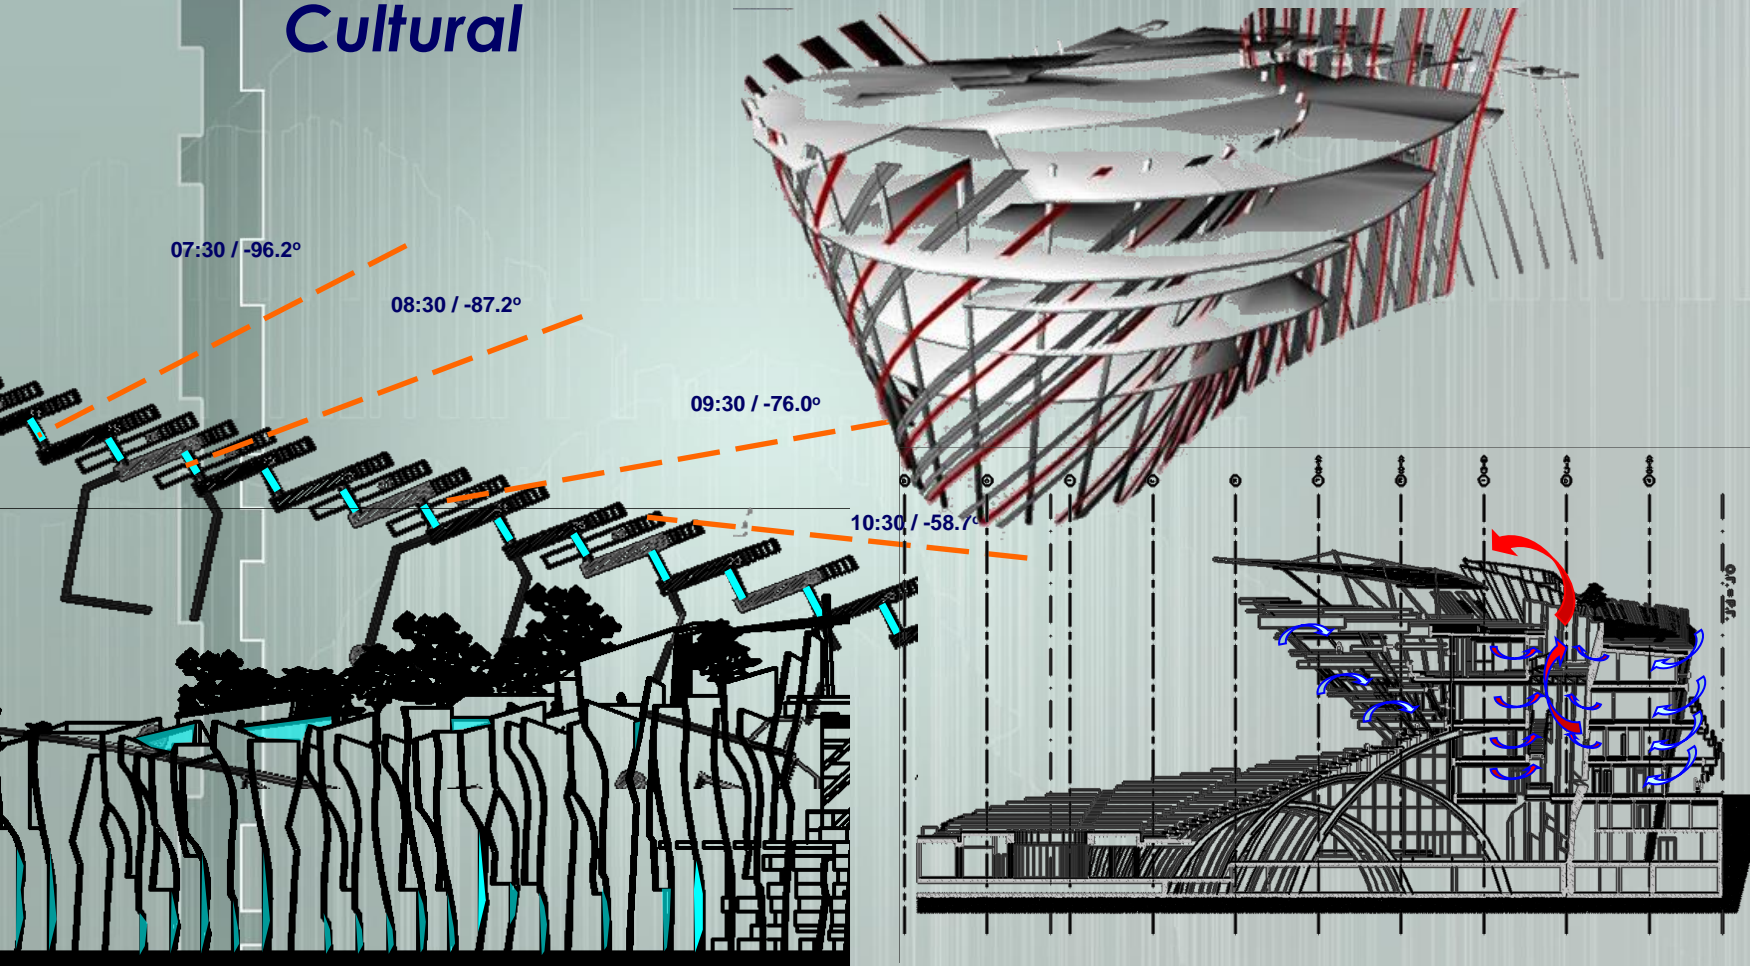 Cultural
07:30 / -96.2º
08:30 / -87.2º
09:30 / -76.0º
10:30 / -58.7º